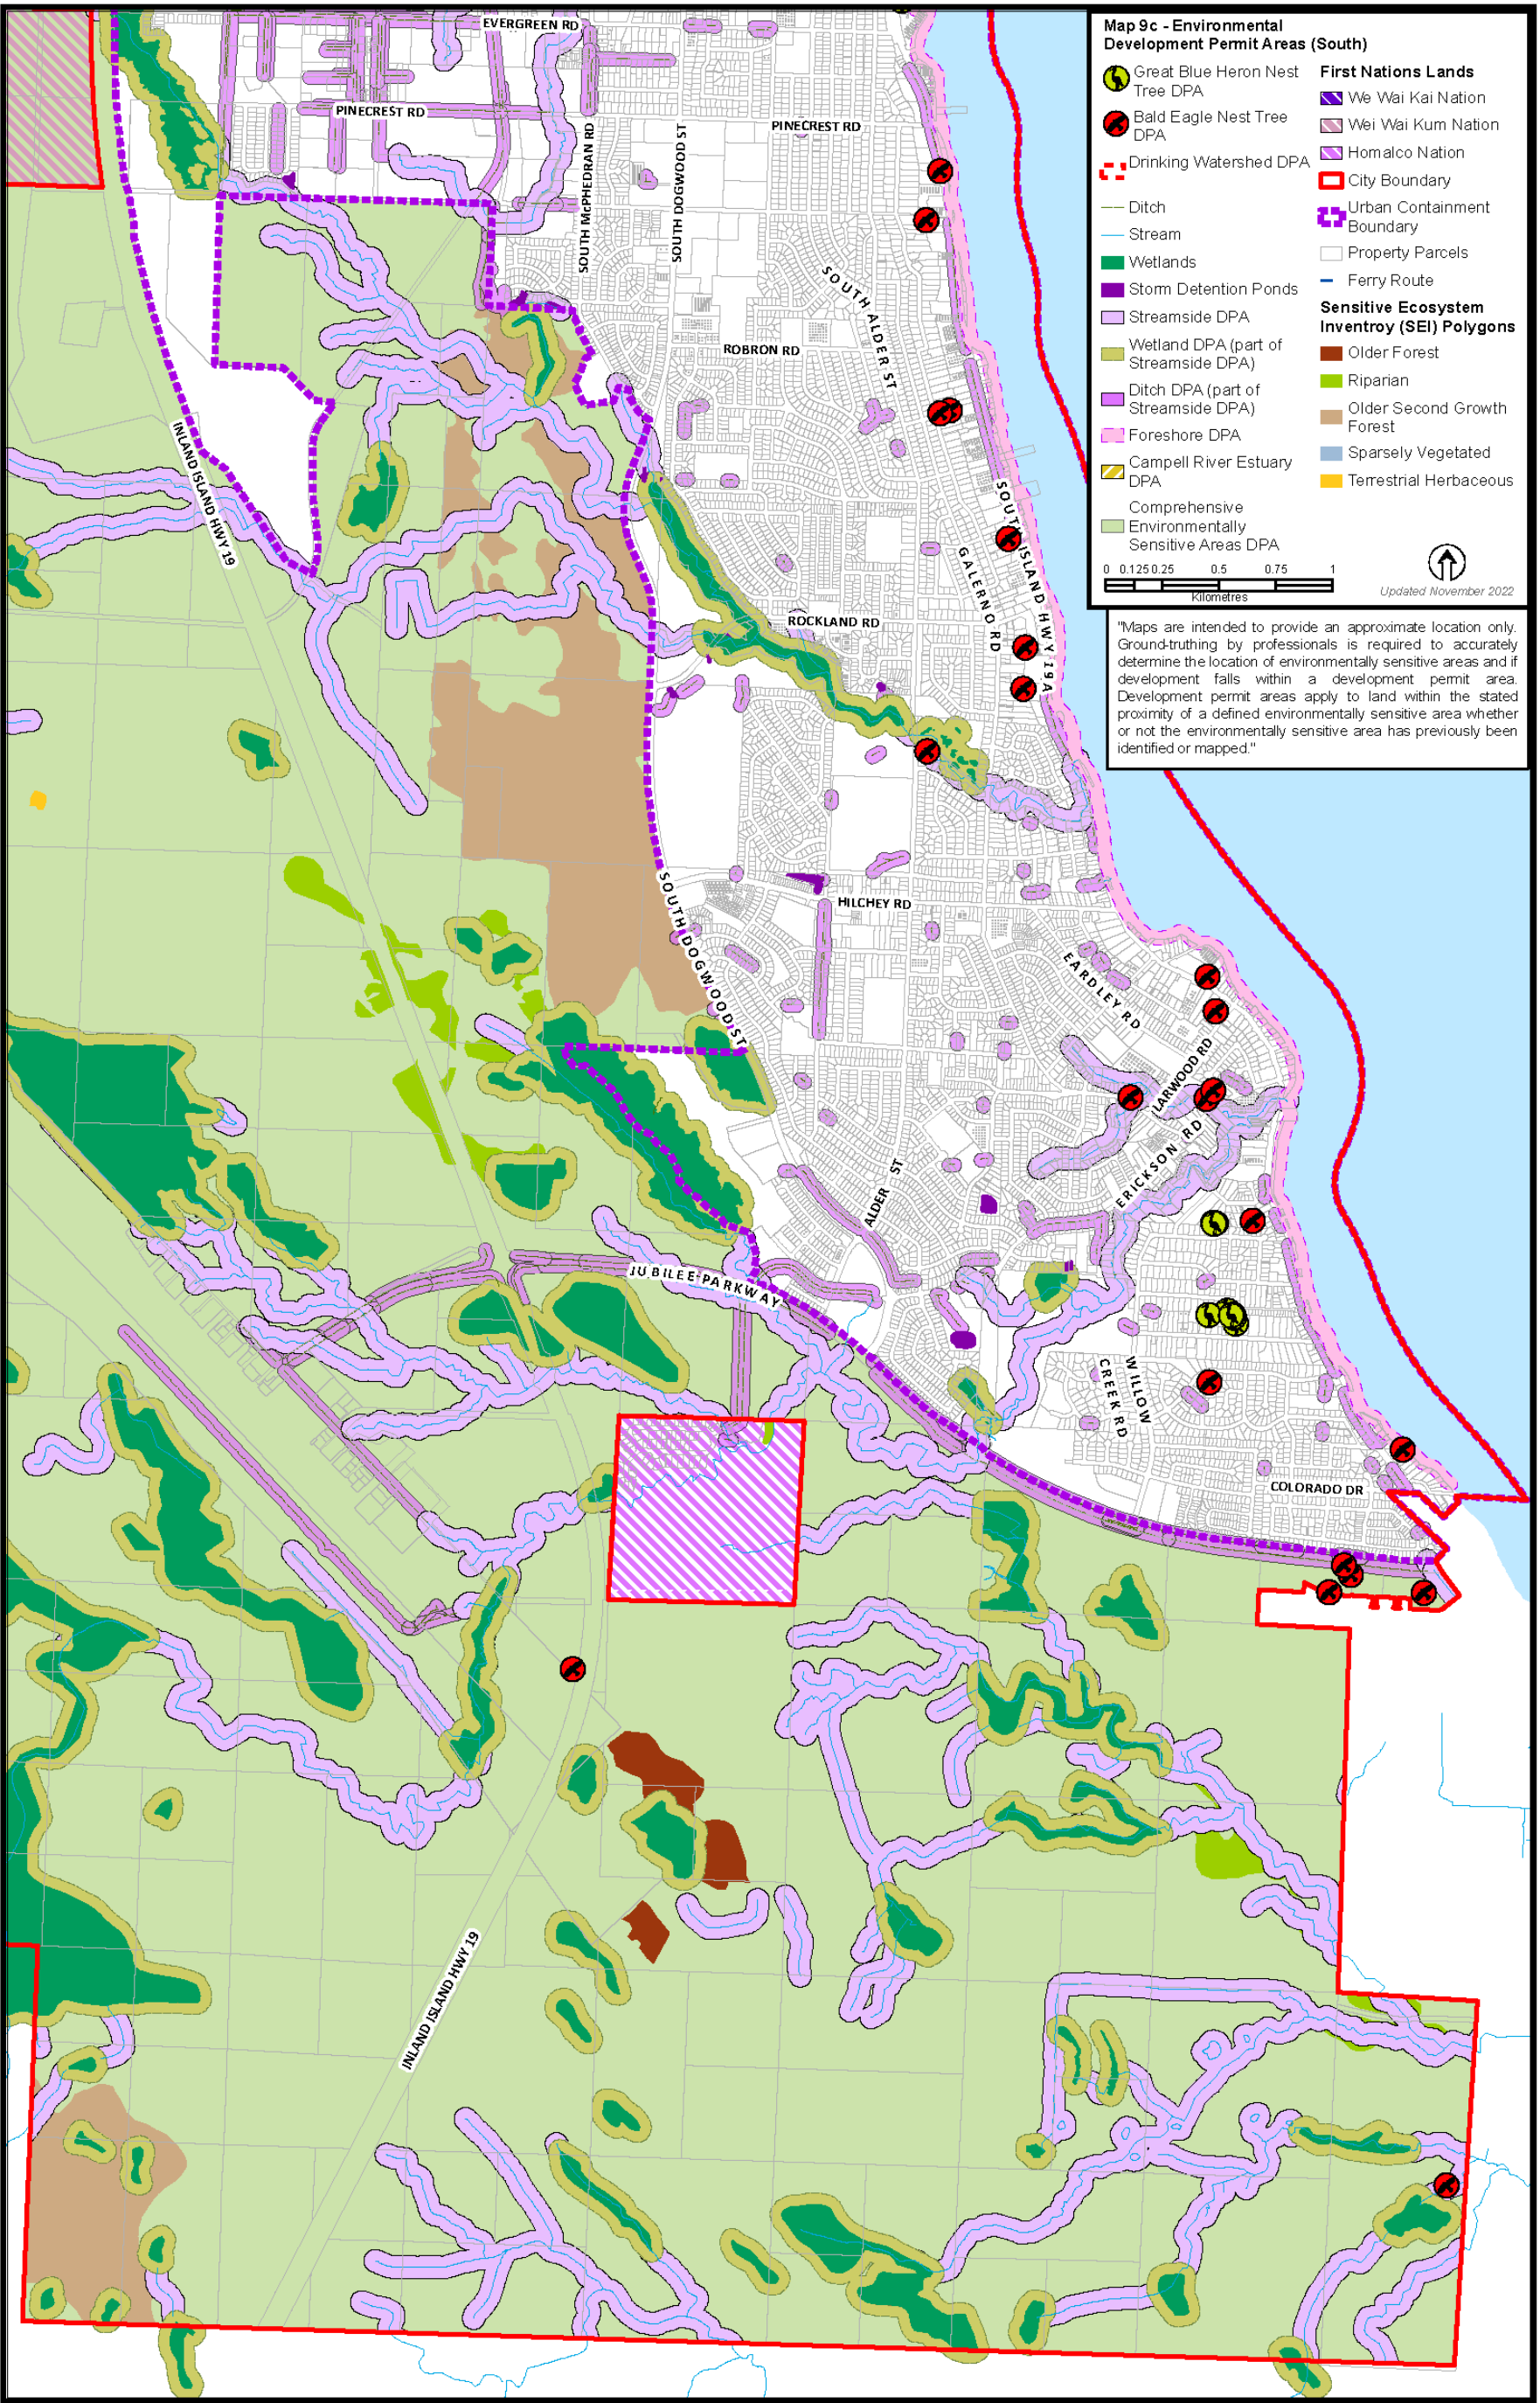 Map 9c - Environmental
Development Permit Areas (South)
Great Blue Heron Nest
Tree DPA
Bald Eagle Nest Tree
DPA
Drinking Watershed DPA
Ditch
Stream
Wetlands
Storm Detention Ponds
Streamside DPA
Wetland DPA (part of
Streamside DPA)
Ditch DPA (part of
Streamside DPA)
Foreshore DPA
Campell River Estuary
DPA
Comprehensive
Environmentally
Sensitive Areas DPA
First Nations Lands
We Wai Kai Nation
Wei Wai Kum Nation
Homalco Nation
City Boundary
Urban Containment
Boundary
Property Parcels
Ferry Route
Sensitive Ecosystem
Inventroy (SEI) Polygons
Older Forest
Riparian
Older Second Growth
Forest
Sparsely Vegetated
Terrestrial Herbaceous
0 0.125 0.25 0.5 0.75 1
Kilometres
Updated November 2022
"Maps are intended to provide an approximate location only.
Ground-truthing by professionals is required to accurately
determine the location of environmentally sensitive areas and if
development falls within a development permit area.
Development permit areas apply to land within the stated
proximity of a defined environmentally sensitive area whether
or not the environmentally sensitive area has previously been
identified or mapped."
EVERGREEN RD
PINECREST RD
PINECREST RD
SOUTH McPHEDRAN RD
SOUTH DOGWOOD ST
SOUTH ALDER ST
ROBRON RD
INLAND ISLAND HWY 19
SOUTH ISLAND HWY 19A
GALERNO RD
ROCKLAND RD
SOUTH DOGWOOD ST
HILCHEY RD
EARDLEY RD
LARWOOD RD
ERICKSON RD
ALDER ST
JUBILEE PARKWAY
WILLOW
CREEK RD
COLORADO DR
INLAND ISLAND HWY 19